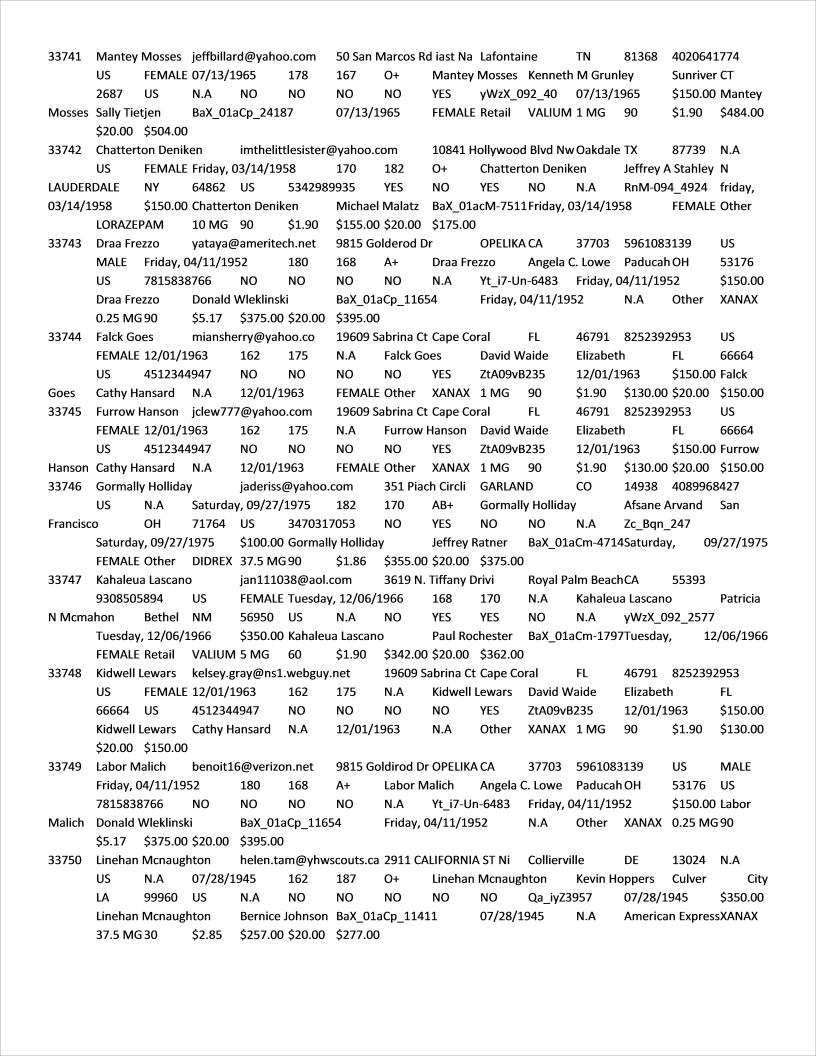 33741 Mantey Mosses jeffbillard@yahoo.com 50 San Marcos Rd iast Na Lafontaine TN 81368 4020641774
US FEMALE 07/13/1965 178 167 O+ Mantey Mosses Kenneth M Grunley Sunriver CT
2687 US N.A NO NO NO YES yWzX_092_40 07/13/1965 $150.00 Mantey
Mosses Sally Tietjen BaX_01aCp_24187 07/13/1965 FEMALE Retail VALIUM 1 MG 90 $1.90 $484.00
$20.00 $504.00
33742 Chatterton Deniken imthelittlesister@yahoo.com 10841 Hollywood Blvd Nw Oakdale TX 87739 N.A
US FEMALE Friday, 03/14/1958 170 182 O+ Chatterton Deniken Jeffrey A Stahley N
LAUDERDALE NY 64862 US 5342989935 YES NO YES NO N.A RnM-094_4924 friday,
03/14/1958 $150.00 Chatterton Deniken Michael Malatz BaX_01acM-7511 Friday, 03/14/1958 FEMALE Other
LORAZEPAM 10 MG 90 $1.90 $155.00 $20.00 $175.00
33743 Draa Frezzo yataya@ameritech.net 9815 Golderod Dr OPELIKA CA 37703 5961083139 US
MALE Friday, 04/11/1952 180 168 A+ Draa Frezzo Angela C. Lowe Paducah OH 53176
US 7815838766 NO NO NO NO N.A Yt_i7-Un-6483 Friday, 04/11/1952 $150.00
Draa Frezzo Donald Wleklinski BaX_01aCp_11654 Friday, 04/11/1952 N.A Other XANAX
0.25 MG 90 $5.17 $375.00 $20.00 $395.00
33744 Falck Goes miansherry@yahoo.co 19609 Sabrina Ct Cape Coral FL 46791 8252392953 US
FEMALE 12/01/1963 162 175 N.A Falck Goes David Waide Elizabeth FL 66664
US 4512344947 NO NO NO NO YES ZtA09vB235 12/01/1963 $150.00 Falck
Goes Cathy Hansard N.A 12/01/1963 FEMALE Other XANAX 1 MG 90 $1.90 $130.00 $20.00 $150.00
33745 Furrow Hanson jclew777@yahoo.com 19609 Sabrina Ct Cape Coral FL 46791 8252392953 US
FEMALE 12/01/1963 162 175 N.A Furrow Hanson David Waide Elizabeth FL 66664
US 4512344947 NO NO NO NO YES ZtA09vB235 12/01/1963 $150.00 Furrow
Hanson Cathy Hansard N.A 12/01/1963 FEMALE Other XANAX 1 MG 90 $1.90 $130.00 $20.00 $150.00
33746 Gormally Holliday jaderiss@yahoo.com 351 Piach Circli GARLAND CO 14938 4089968427
US N.A Saturday, 09/27/1975 182 170 AB+ Gormally Holliday Afsane Arvand San
Francisco OH 71764 US 3470317053 NO YES NO NO N.A Zc_Bqn_247
Saturday, 09/27/1975 $100.00 Gormally Holliday Jeffrey Ratner BaX_01aCm-4714 Saturday, 09/27/1975
FEMALE Other DIDREX 37.5 MG 90 $1.86 $355.00 $20.00 $375.00
33747 Kahaleua Lascano jan111038@aol.com 3619 N. Tiffany Drivi Royal Palm Beach CA 55393
9308505894 US FEMALE Tuesday, 12/06/1966 168 170 N.A Kahaleua Lascano Patricia
N Mcmahon Bethel NM 56950 US N.A NO YES YES NO N.A yWzX_092_2577
Tuesday, 12/06/1966 $350.00 Kahaleua Lascano Paul Rochester BaX_01aCm-1797 Tuesday, 12/06/1966
FEMALE Retail VALIUM 5 MG 60 $1.90 $342.00 $20.00 $362.00
33748 Kidwell Lewars kelsey.gray@ns1.webguy.net 19609 Sabrina Ct Cape Coral FL 46791 8252392953
US FEMALE 12/01/1963 162 175 N.A Kidwell Lewars David Waide Elizabeth FL
66664 US 4512344947 NO NO NO NO YES ZtA09vB235 12/01/1963 $150.00
Kidwell Lewars Cathy Hansard N.A 12/01/1963 N.A Other XANAX 1 MG 90 $1.90 $130.00
$20.00 $150.00
33749 Labor Malich benoit16@verizon.net 9815 Goldirod Dr OPELIKA CA 37703 5961083139 US MALE
Friday, 04/11/1952 180 168 A+ Labor Malich Angela C. Lowe Paducah OH 53176 US
7815838766 NO NO NO NO N.A Yt_i7-Un-6483 Friday, 04/11/1952 $150.00 Labor
Malich Donald Wleklinski BaX_01aCp_11654 Friday, 04/11/1952 N.A Other XANAX 0.25 MG 90
$5.17 $375.00 $20.00 $395.00
33750 Linehan Mcnaughton helen.tam@yhwscouts.ca 2911 CALIFORNIA ST Ni Collierville DE 13024 N.A
US N.A 07/28/1945 162 187 O+ Linehan Mcnaughton Kevin Hoppers Culver City
LA 99960 US N.A NO NO NO NO NO Qa_iyZ3957 07/28/1945 $350.00
Linehan Mcnaughton Bernice Johnson BaX_01aCp_11411 07/28/1945 N.A American Express XANAX
37.5 MG 30 $2.85 $257.00 $20.00 $277.00